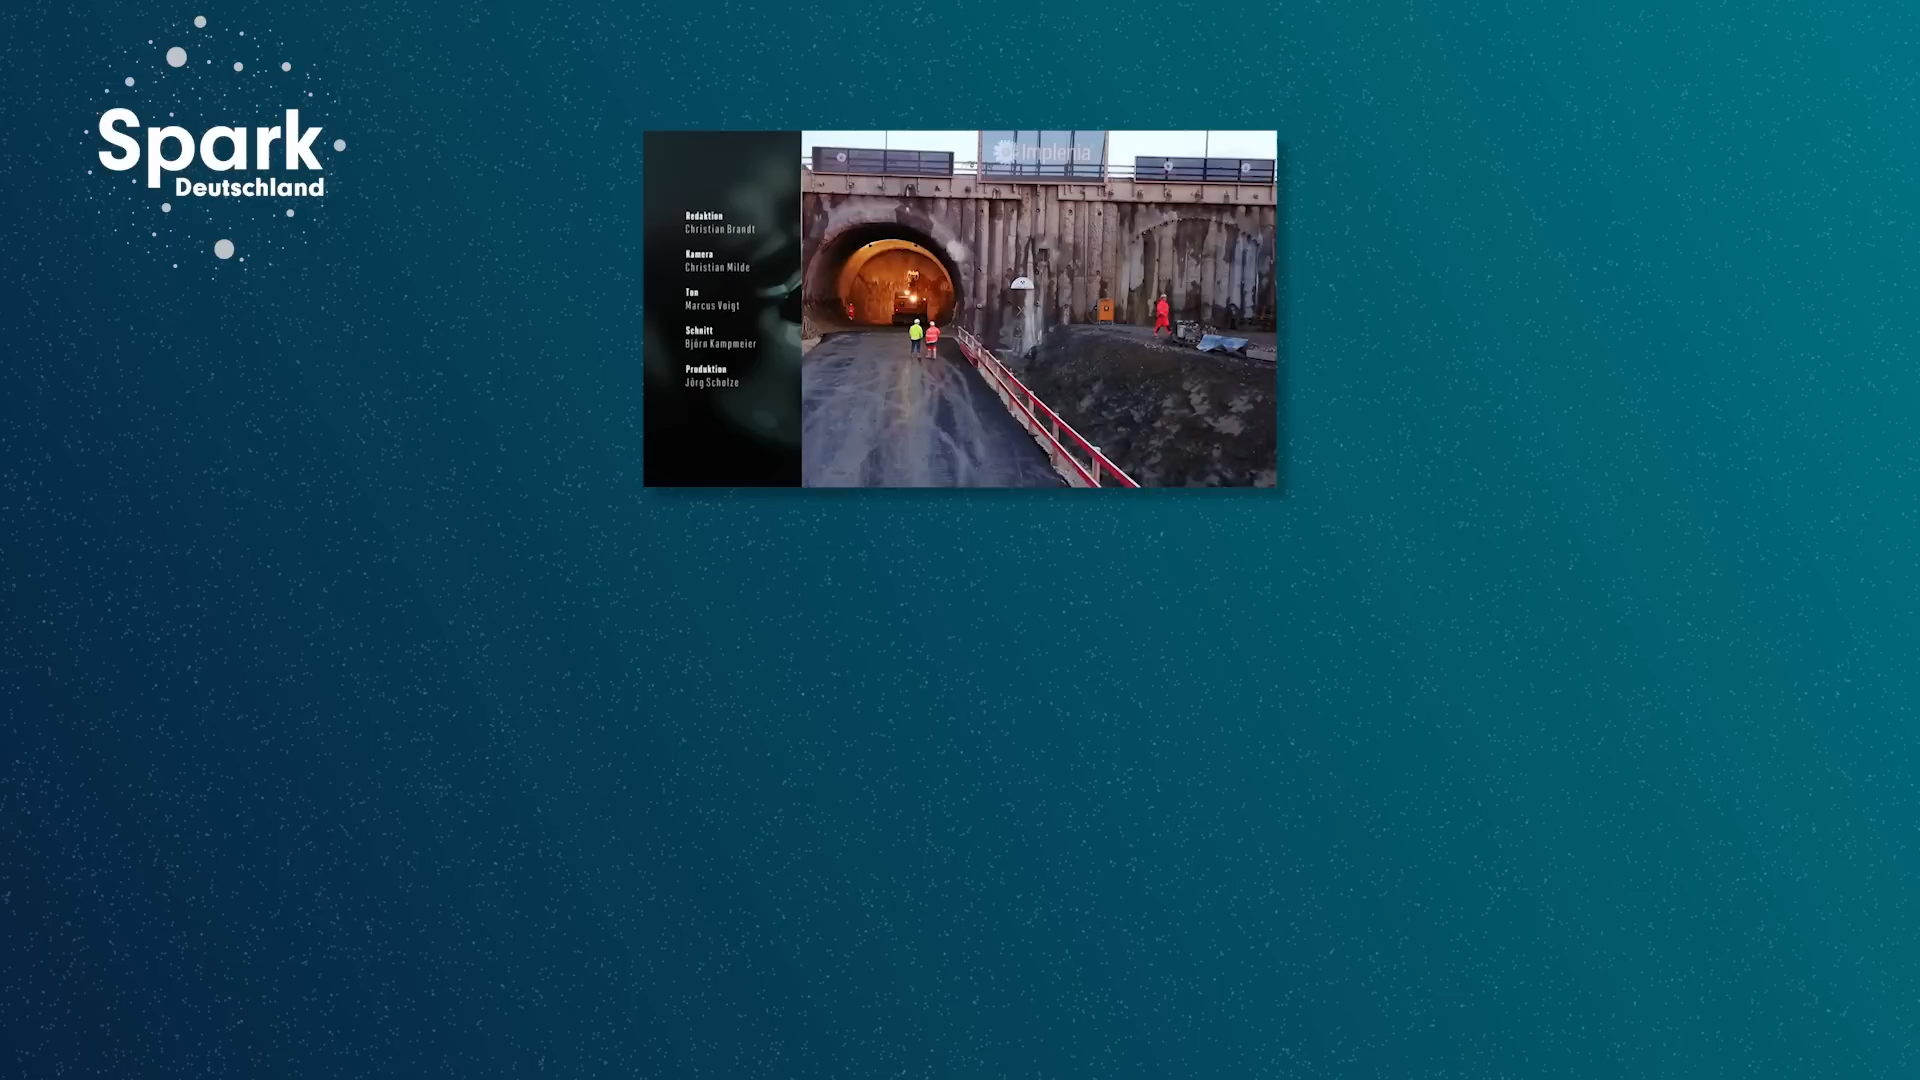 Spark
Deutschland
Implenia
Redaktion
Christian Brandt
Kamera
Christian Milde
Ton
Marcus Voigt
Schnitt
Björn Kampmeier
Produktion
Jörg Scholze